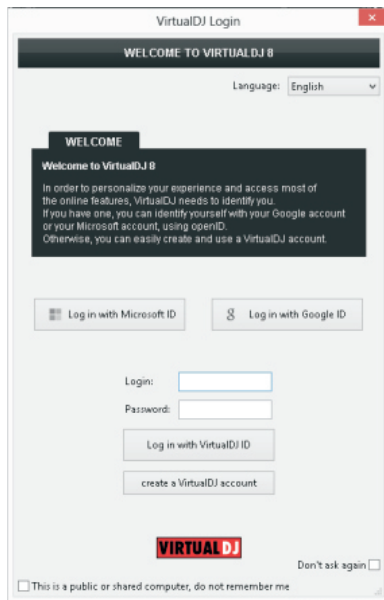 VirtualDJ Login
WELCOME TO VIRTUALDJ 8
Language: English
WELCOME
Welcome to VirtualDJ 8
In order to personalize your experience and access most of
the online features, VirtualDJ needs to identify you.
If you have one, you can identify yourself with your Google account
or your Microsoft account, using openID.
Otherwise, you can easily create and use a VirtualDJ account.
Log in with Microsoft ID
8 Log in with Google ID
Login:
Password:
Log in with VirtualDJ ID
create a VirtualDJ account
VIRTUAL DJ
Don't ask again
This is a public or shared computer, do not remember me